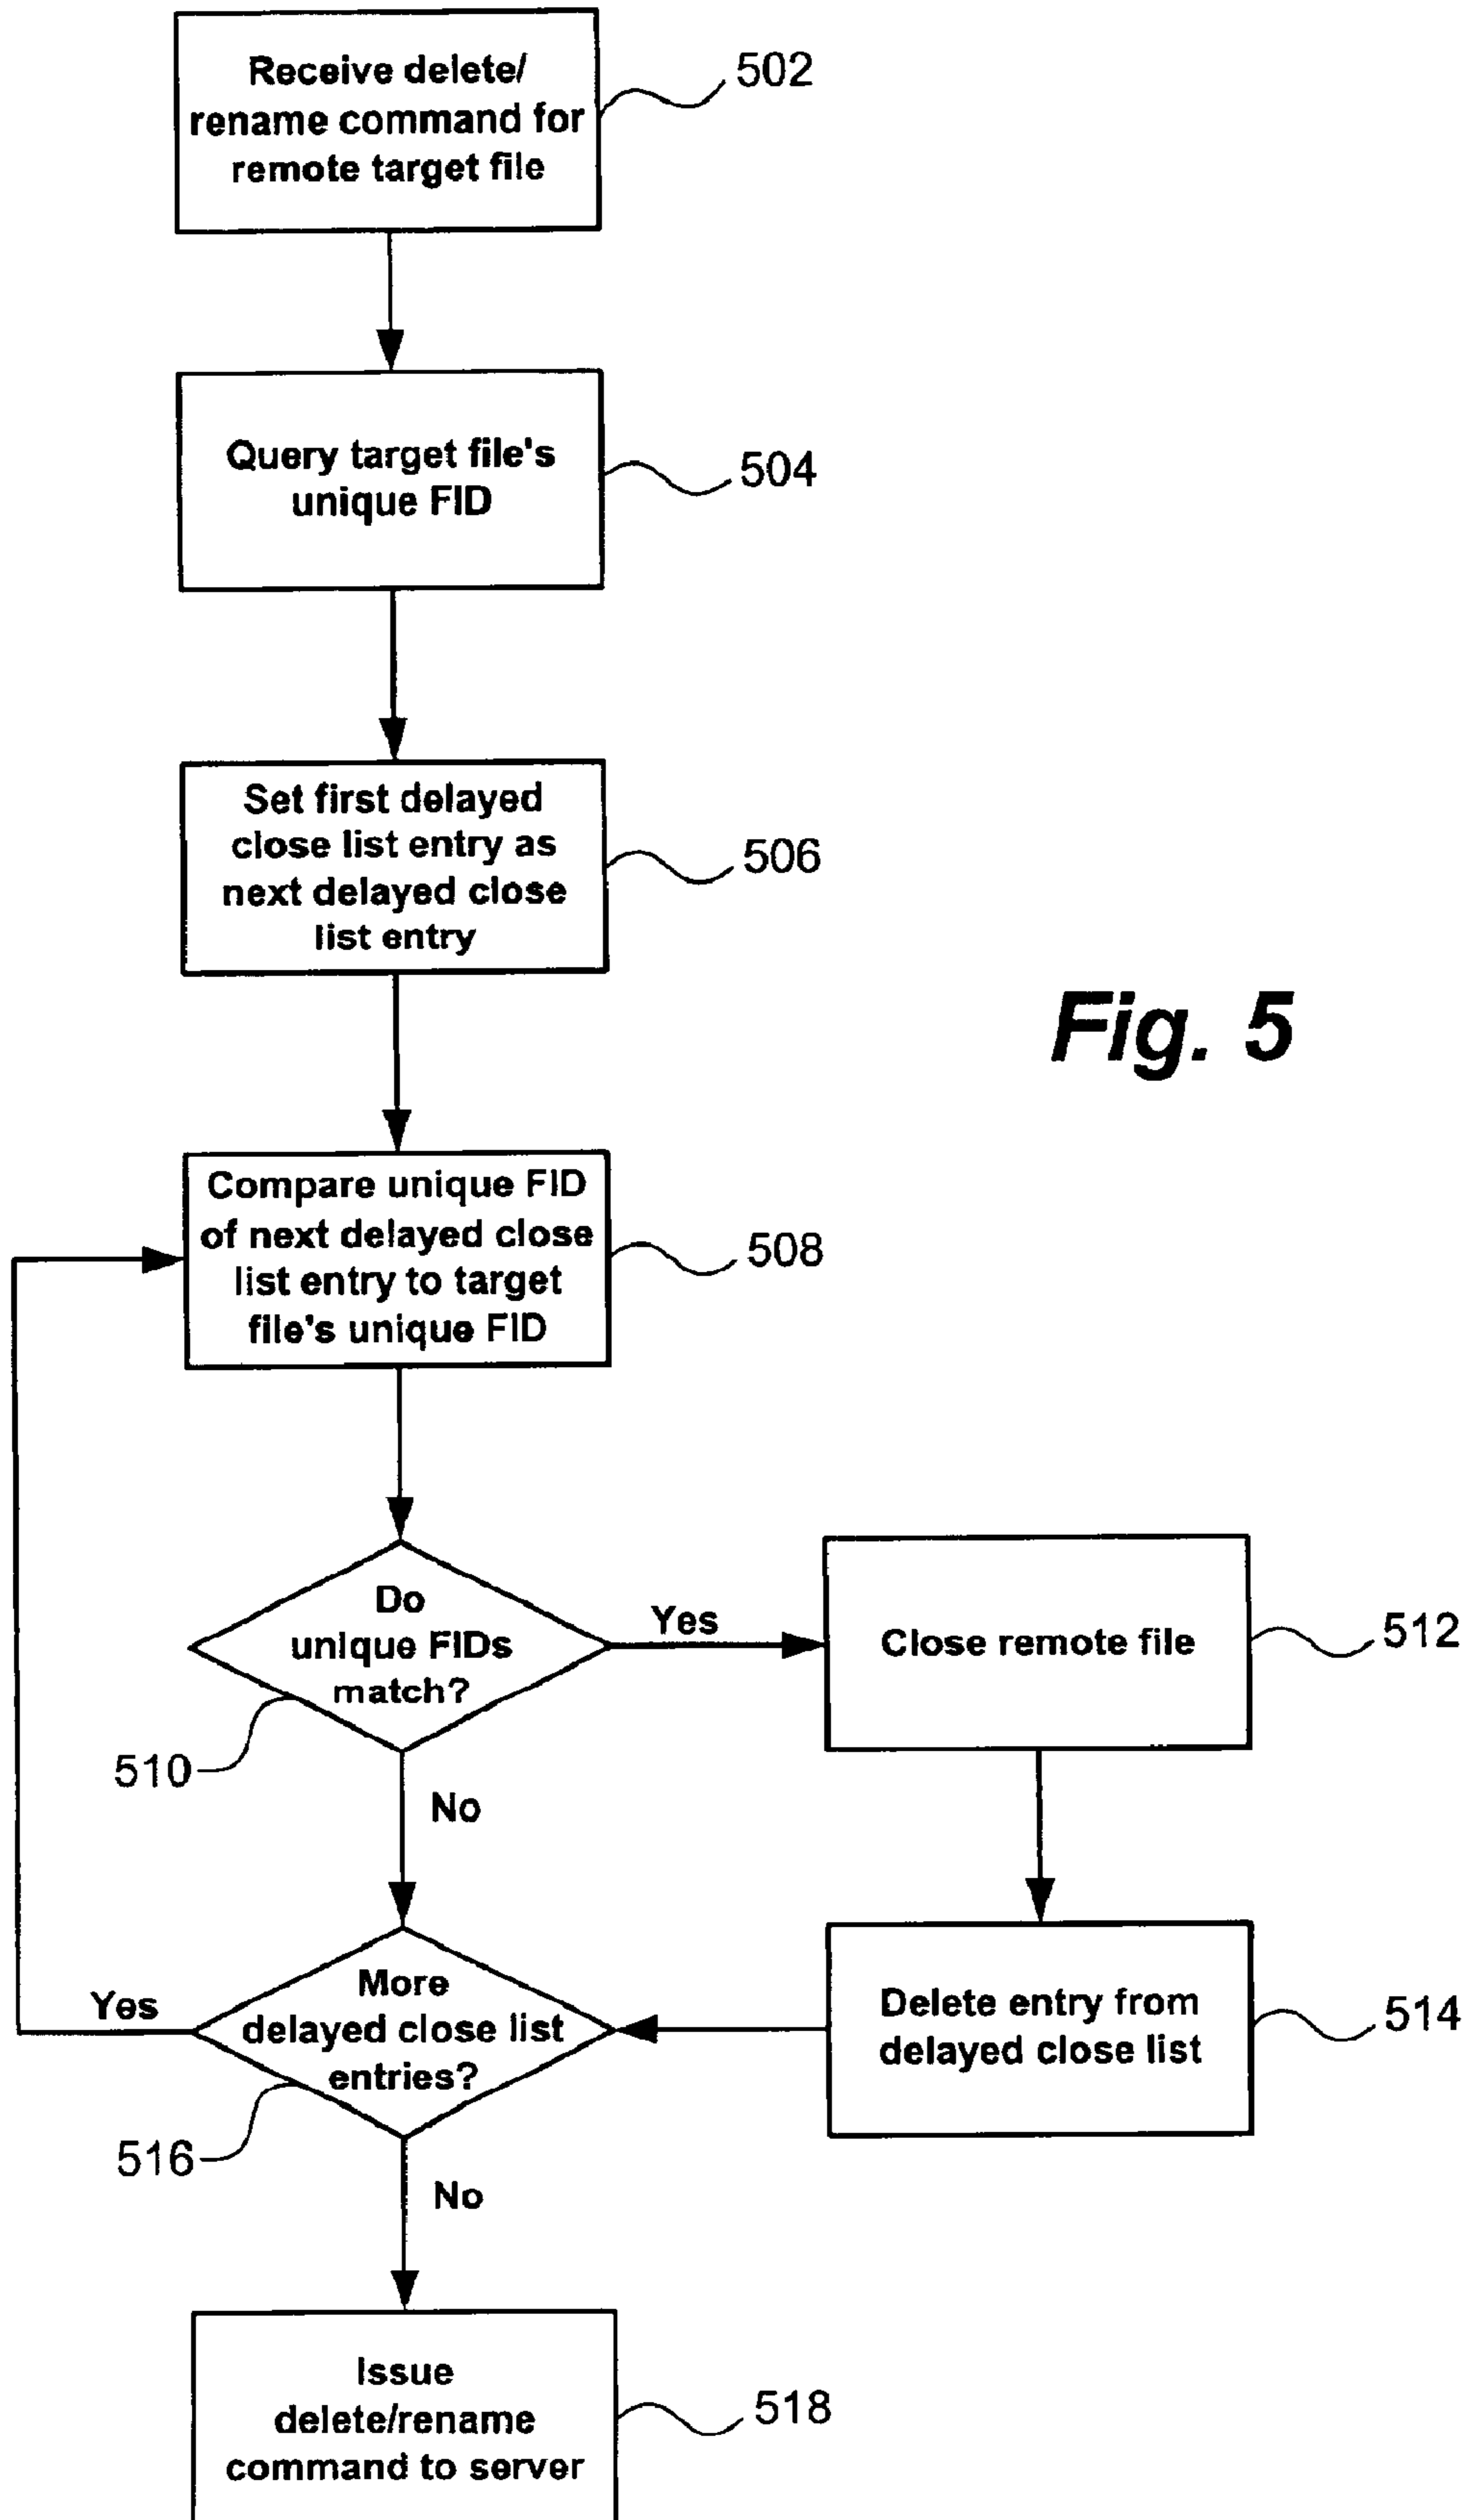 Receive delete/
rename command for
remote target file
502
Query target file's
unique FID
504
Set first delayed
close list entry as
next delayed close
list entry
506
Fig. 5
Compare unique FID
of next delayed close
list entry to target
file's unique FID
508
Do
unique FIDs
match?
Yes
510
No
Close remote file
512
More
delayed close list
entries?
Yes
516
No
Delete entry from
delayed close list
514
Issue
delete/rename
command to server
518